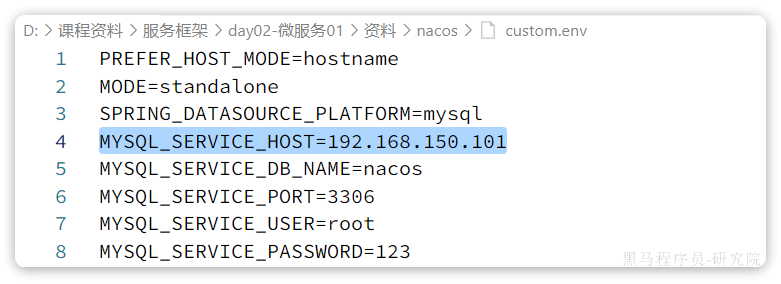 D: > 课程资料 > 服务框架 > day02-微服务01 > 资料 > nacos > custom.env
1 PREFER_HOST_MODE=hostname
2 MODE=standalone
3 SPRING_DATASOURCE_PLATFORM=mysql
4 MYSQL_SERVICE_HOST=192.168.150.101
5 MYSQL_SERVICE_DB_NAME=nacos
6 MYSQL_SERVICE_PORT=3306
7 MYSQL_SERVICE_USER=root
8 MYSQL_SERVICE_PASSWORD=123
黑马程序员-研究院